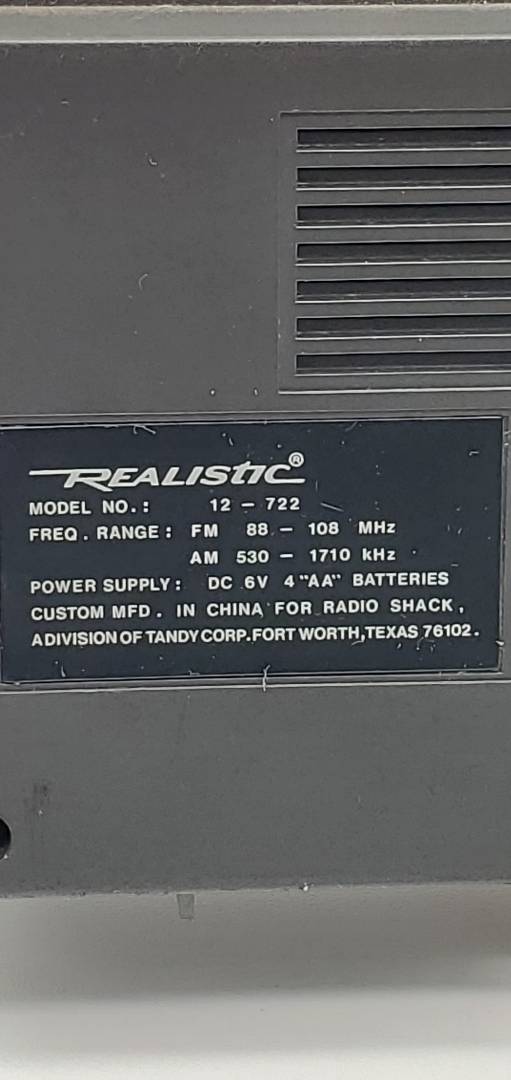 REALISTIC®
MODEL NO.: 12 – 722
FREQ. RANGE: FM 88 – 108 MHz
AM 530 – 1710 kHz
POWER SUPPLY: DC 6V 4 "AA" BATTERIES
CUSTOM MFD. IN CHINA FOR RADIO SHACK,
A DIVISION OF TANDY CORP. FORT WORTH, TEXAS 76102.